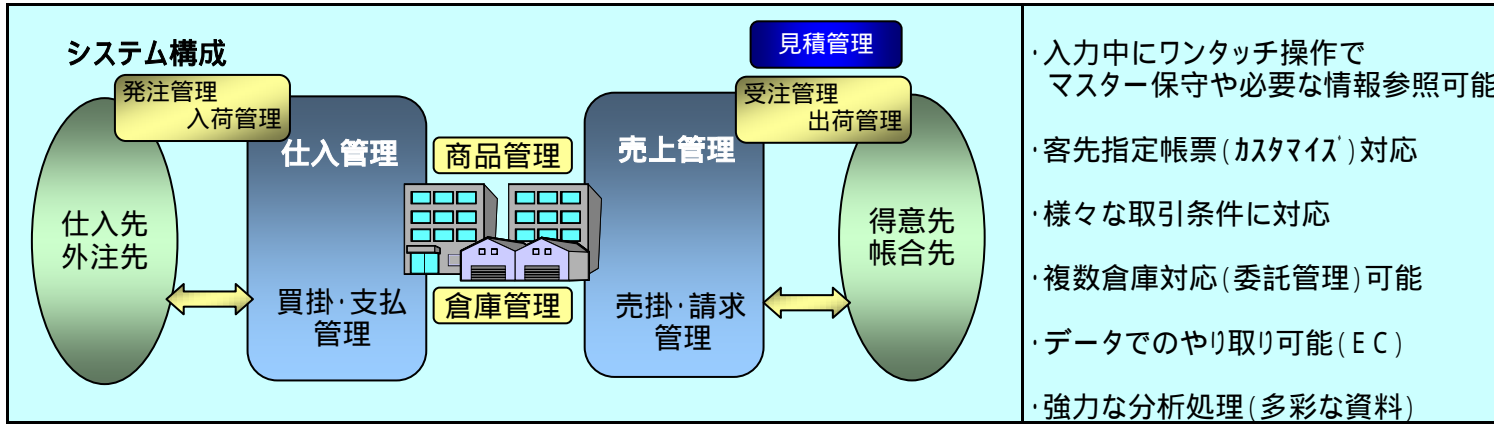 システム構成
見積管理
発注管理
入荷管理
受注管理
出荷管理
仕入管理
商品管理
売上管理
仕入先
外注先
得意先
帳合先
買掛・支払
管理
倉庫管理
売掛・請求
管理
・入力中にワンタッチ操作で
マスター保守や必要な情報参照可能
・客先指定帳票(ｶｽﾀﾏｲｽﾞ)対応
・様々な取引条件に対応
・複数倉庫対応(委託管理)可能
・データでのやり取り可能(EC)
・強力な分析処理(多彩な資料)